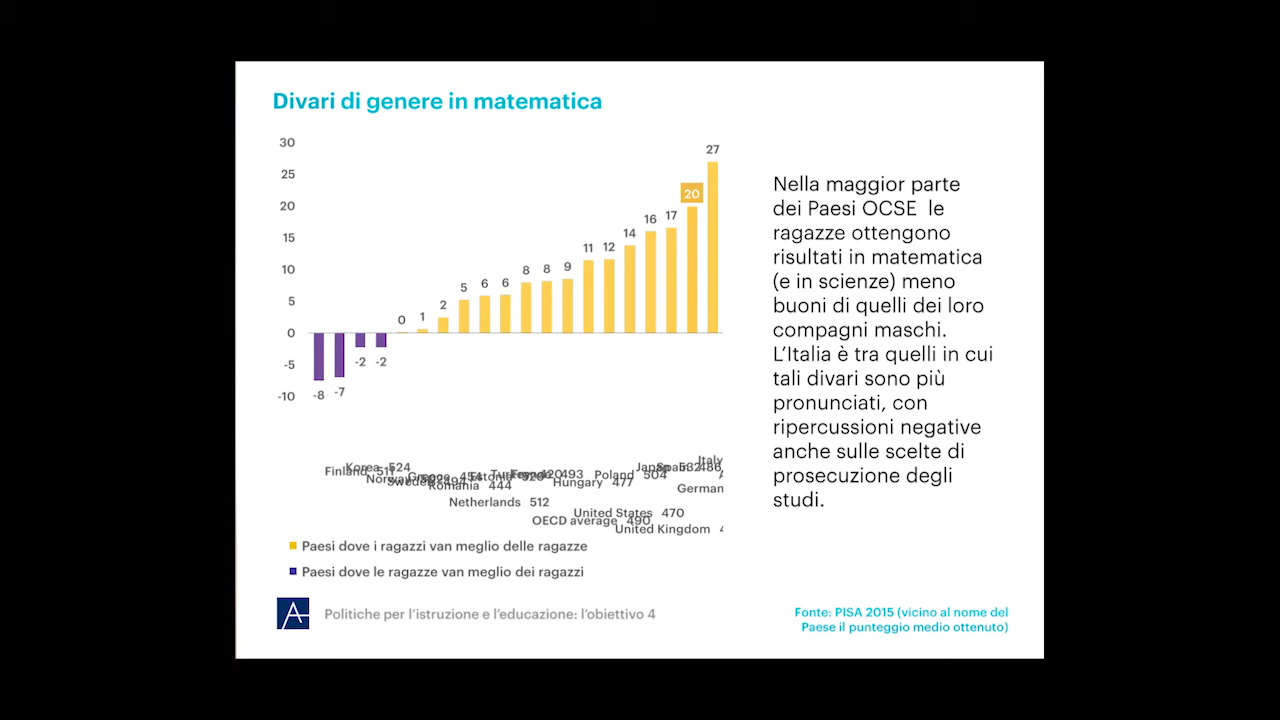 Divari di genere in matematica
30
25
20
15
10
5
0
-5
-10
-8
-7
-2
-2
0
1
2
5
6
6
8
8
9
11
12
14
16
17
20
27
Nella maggior parte
dei Paesi OCSE le
ragazze ottengono
risultati in matematica
(e in scienze) meno
buoni di quelli dei loro
compagni maschi.
L'Italia è tra quelli in cui
tali divari sono più
pronunciati, con
ripercussioni negative
anche sulle scelte di
prosecuzione degli
studi.
Italy
Korea 524
Finland 511
Romania 444
Hungary 477
Poland 504
German
Netherlands 512
United States 470
OECD average 490
United Kingdom
Paesi dove i ragazzi van meglio delle ragazze
Paesi dove le ragazze van meglio dei ragazzi
Politiche per l'istruzione e l'educazione: l'obiettivo 4
Fonte: PISA 2015 (vicino al nome del
Paese il punteggio medio ottenuto)